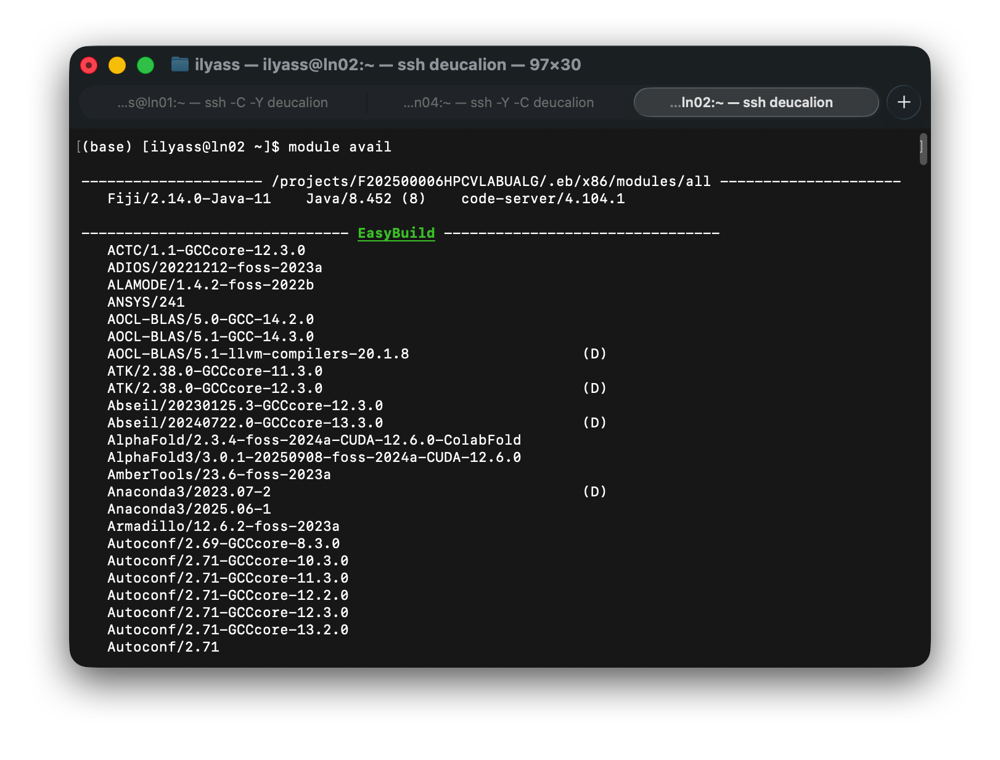 ilyass — ilyass@ln02:~ — ssh deucalion — 97×30
...s@ln01:~ — ssh -C -Y deucalion
...n04:~ — ssh -Y -C deucalion
...ln02:~ — ssh deucalion
+
[(base) [ilyass@ln02 ~]$ module avail ]
--------------------- /projects/F202500006HPCVLABUALG/.eb/x86/modules/all ---------------------
Fiji/2.14.0-Java-11    Java/8.452 (8)    code-server/4.104.1
------------------------------- EasyBuild --------------------------------
ACTC/1.1-GCCcore-12.3.0
ADIOS/20221212-foss-2023a
ALAMODE/1.4.2-foss-2022b
ANSYS/241
AOCL-BLAS/5.0-GCC-14.2.0
AOCL-BLAS/5.1-GCC-14.3.0
AOCL-BLAS/5.1-llvm-compilers-20.1.8 (D)
ATK/2.38.0-GCCcore-11.3.0
ATK/2.38.0-GCCcore-12.3.0 (D)
Abseil/20230125.3-GCCcore-12.3.0
Abseil/20240722.0-GCCcore-13.3.0 (D)
AlphaFold/2.3.4-foss-2024a-CUDA-12.6.0-ColabFold
AlphaFold3/3.0.1-20250908-foss-2024a-CUDA-12.6.0
AmberTools/23.6-foss-2023a
Anaconda3/2023.07-2 (D)
Anaconda3/2025.06-1
Armadillo/12.6.2-foss-2023a
Autoconf/2.69-GCCcore-8.3.0
Autoconf/2.71-GCCcore-10.3.0
Autoconf/2.71-GCCcore-11.3.0
Autoconf/2.71-GCCcore-12.2.0
Autoconf/2.71-GCCcore-12.3.0
Autoconf/2.71-GCCcore-13.2.0
Autoconf/2.71